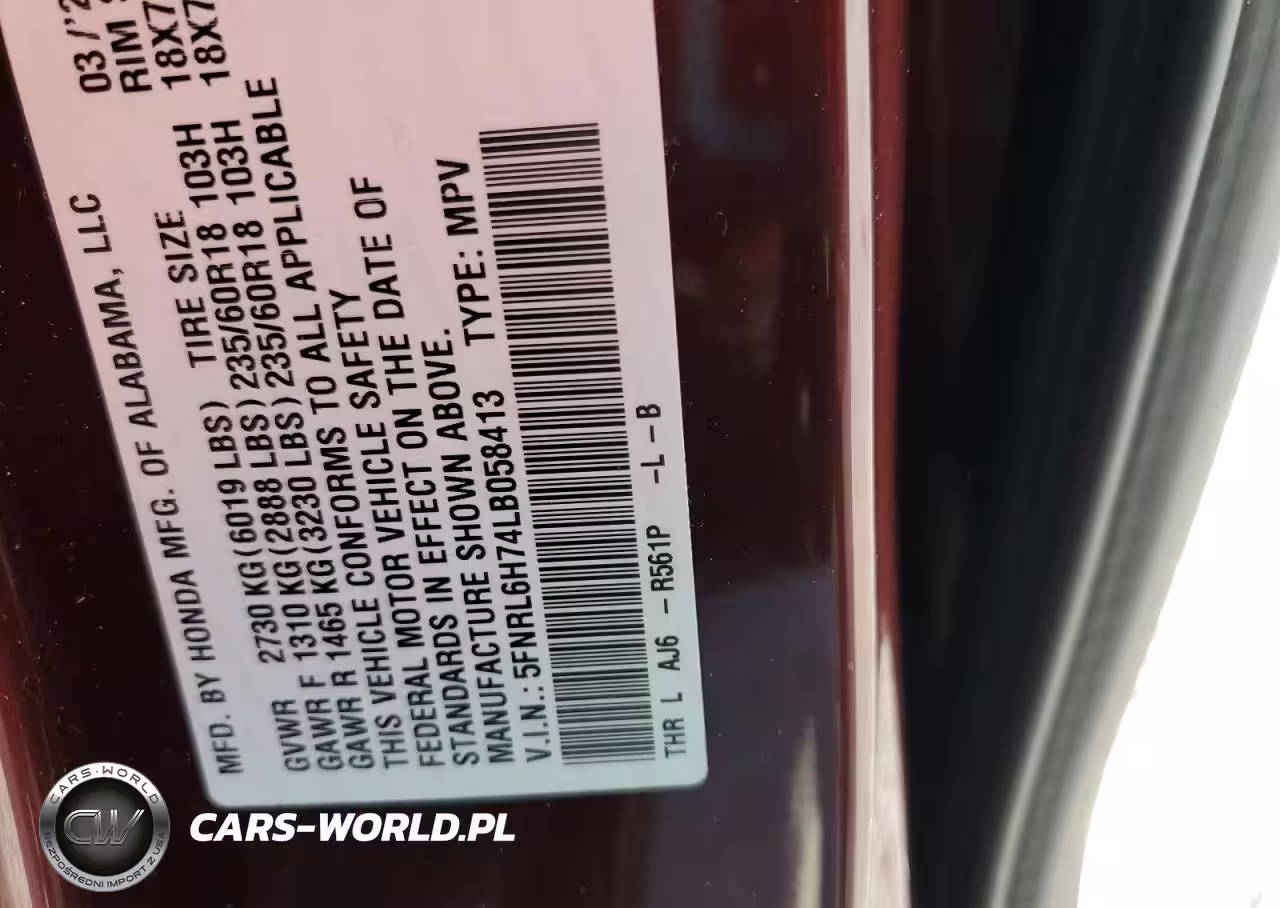 MFD. BY HONDA MFG. OF ALABAMA, LLC 03/'2
GVWR 2730 KG(6019 LBS) TIRE SIZE RIM
GAWR F 1310 KG(2888 LBS) 235/60R18 103H 18X7
GAWR R 1465 KG(3230 LBS) 235/60R18 103H 18X7
THIS VEHICLE CONFORMS TO ALL APPLICABLE
FEDERAL MOTOR VEHICLE SAFETY
STANDARDS IN EFFECT ON THE DATE OF
MANUFACTURE SHOWN ABOVE.
V.I.N.: 5FNRL6H74LB058413 TYPE: MPV
THR L AJ6 - R561P -L-B
CARS-WORLD
CW
BEZPOŚREDNI IMPORT Z USA
CARS-WORLD.PL